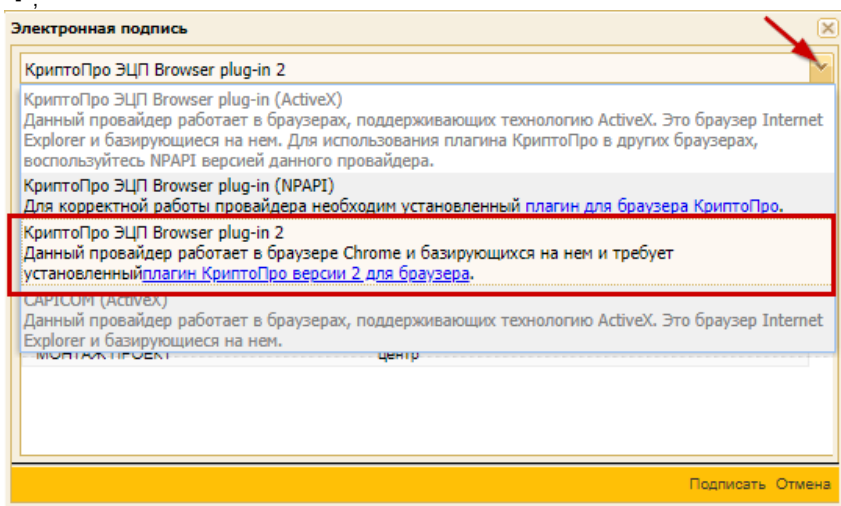 Электронная подпись
КриптоПро ЭЦП Browser plug-in 2
КриптоПро ЭЦП Browser plug-in (ActiveX)
Данный провайдер работает в браузерах, поддерживающих технологию ActiveX. Это браузер Internet
Explorer и базирующиеся на нем. Для использования плагина КриптоПро в других браузерах,
воспользуйтесь NPAPI версией данного провайдера.
КриптоПро ЭЦП Browser plug-in (NPAPI)
Для корректной работы провайдера необходим установленный плагин для браузера КриптоПро.
КриптоПро ЭЦП Browser plug-in 2
Данный провайдер работает в браузере Chrome и базирующихся на нем и требует
установленныйплагин КриптоПро версии 2 для браузера.
CAPICOM (ActiveX)
Данный провайдер работает в браузерах, поддерживающих технологию ActiveX. Это браузер Internet
Explorer и базирующиеся на нем.
МОНТАЖ ПРОЕКТ центр
Подписать Отмена